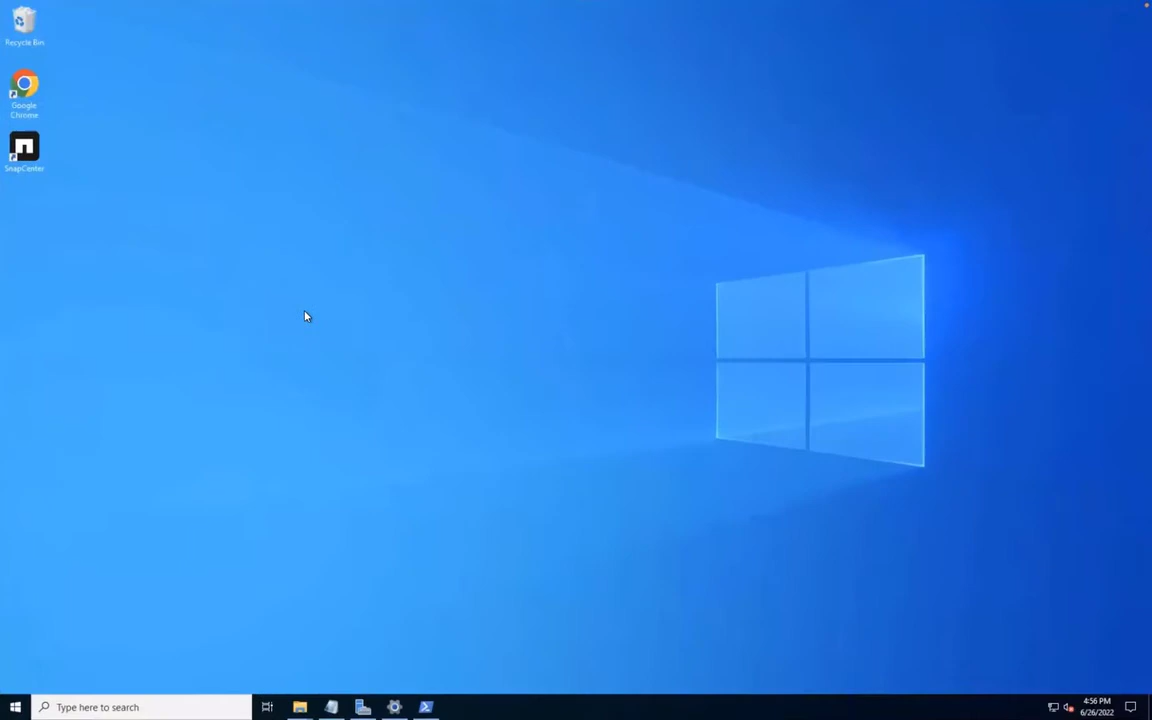 Recycle Bin
Google
Chrome
SnapCenter
Type here to search
4:56 PM
6/26/2022